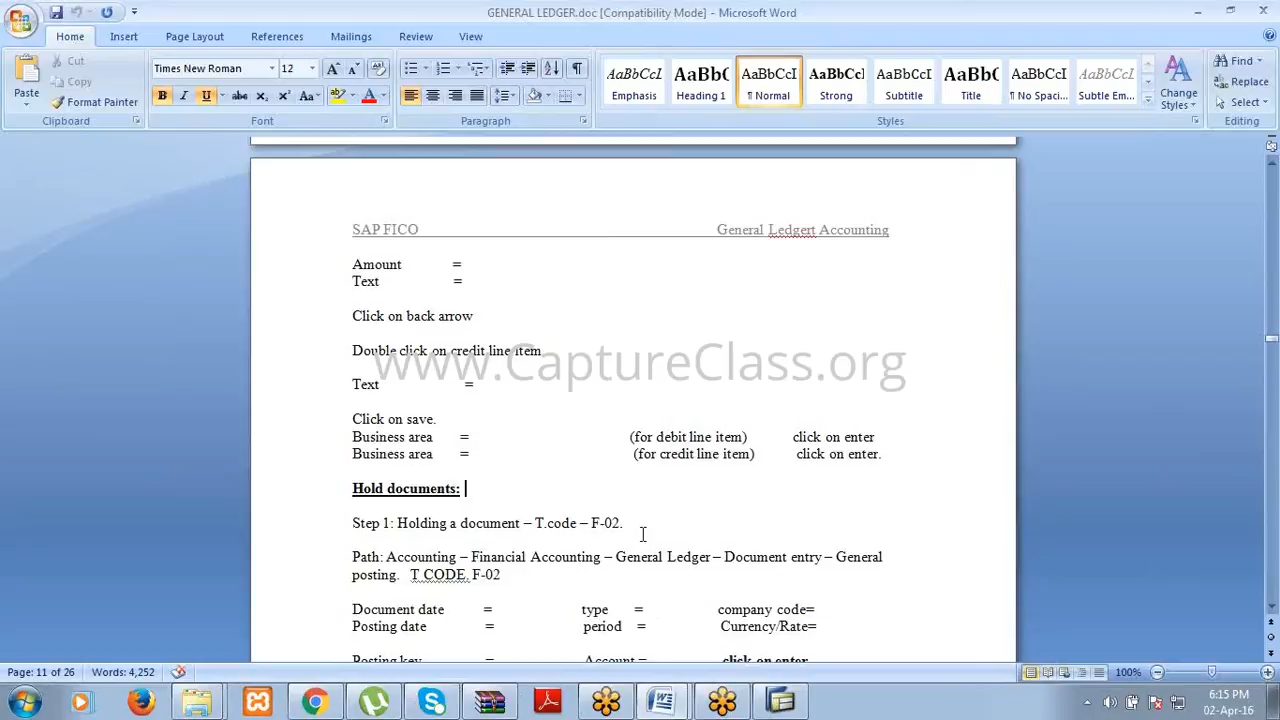 GENERAL LEDGER.doc [Compatibility Mode] - Microsoft Word
Home Insert Page Layout References Mailings Review View
Cut
Copy
Format Painter
Paste
Clipboard
Times New Roman 12
Font
Paragraph
AaBbCcI AaBbC AaBbCcI AaBbCcI AaBbCcI AaBbC AaBbCcI AaBbCcI
Emphasis Heading 1 ¶ Normal Strong Subtitle Title ¶ No Spaci... Subtle Em...
Change Styles
Styles
Find
Replace
Select
Editing
SAP FICO General Ledgert Accounting
Amount =
Text =
Click on back arrow
Double click on credit line item
www.CaptureClass.org
Text =
Click on save.
Business area = (for debit line item) click on enter
Business area = (for credit line item) click on enter.
Hold documents:
Step 1: Holding a document – T.code – F-02.
Path: Accounting – Financial Accounting – General Ledger – Document entry – General
posting. T CODE F-02
Document date = type = company code=
Posting date = period = Currency/Rate=
Posting key = Account = click on enter
Page: 11 of 26 Words: 4,252 100%
6:15 PM
02-Apr-16